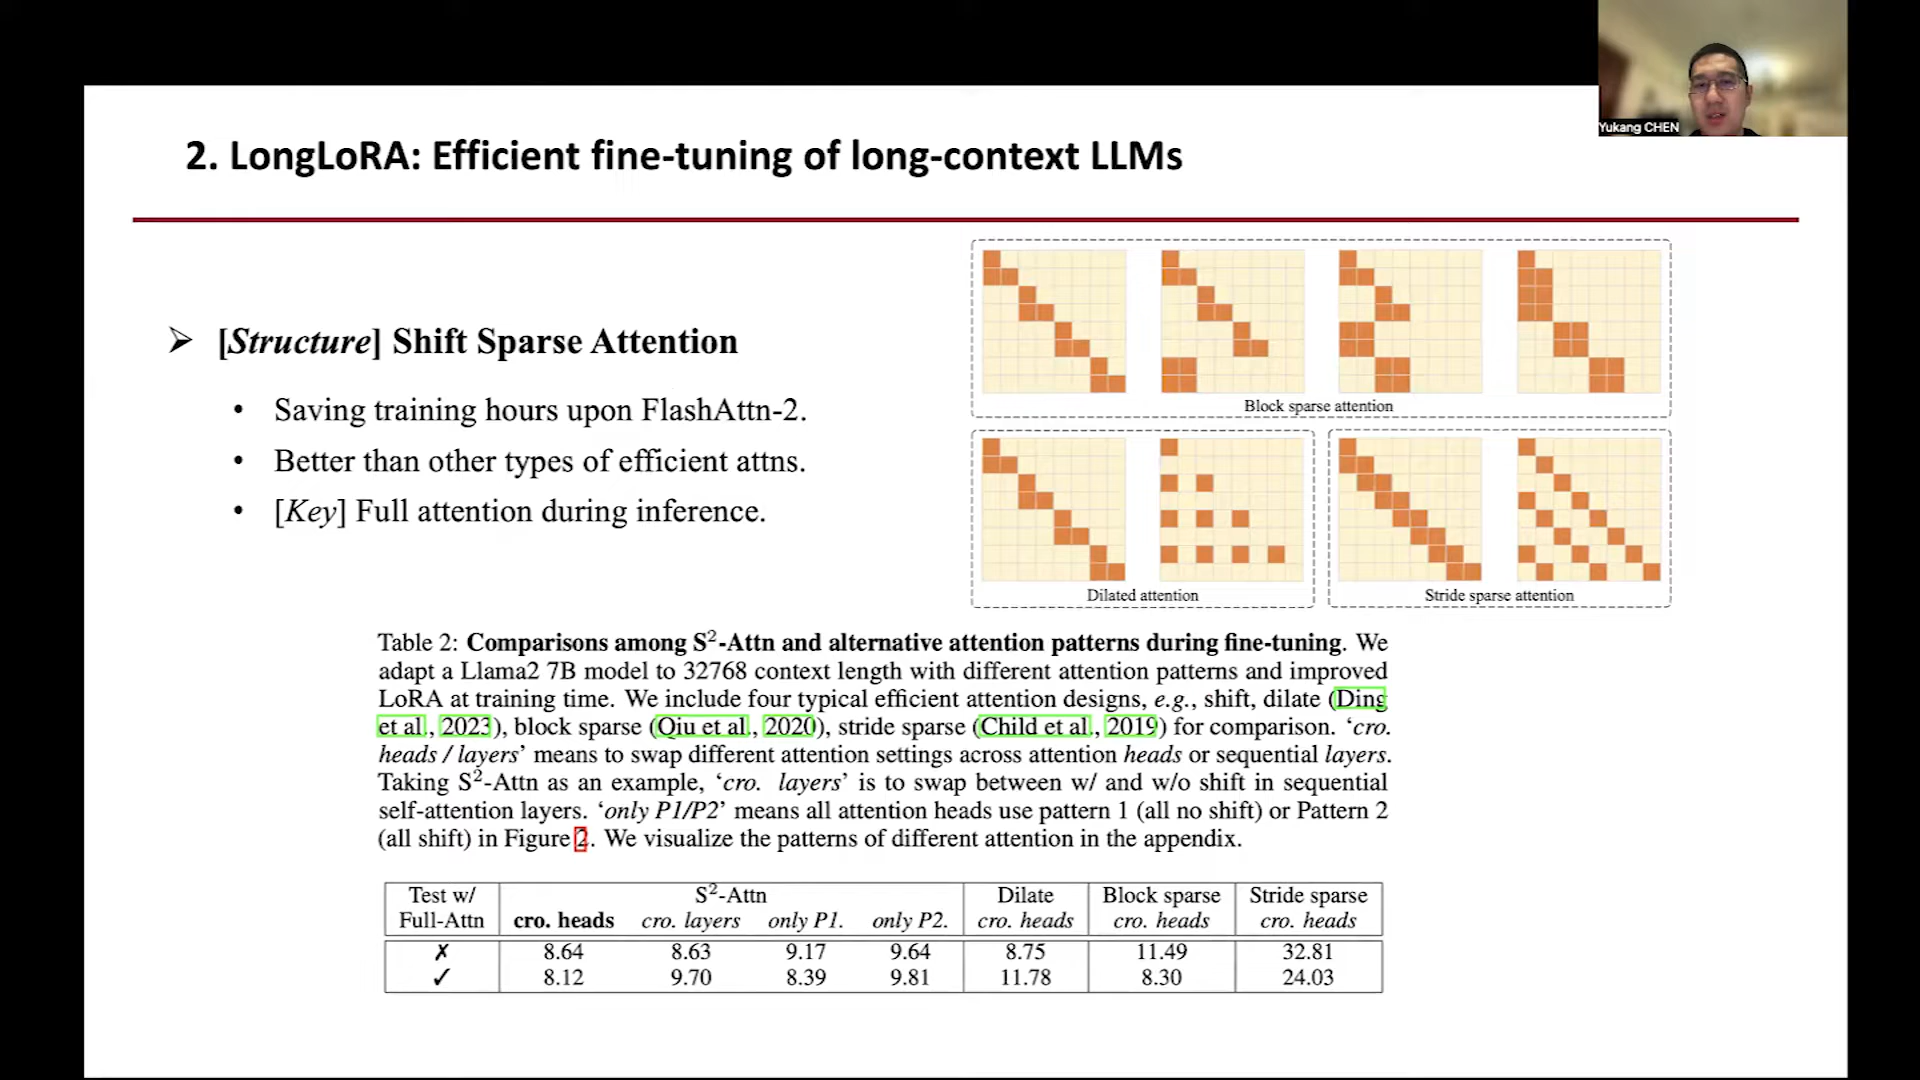 Yukang CHEN
2. LongLoRA: Efficient fine-tuning of long-context LLMs
➢ [Structure] Shift Sparse Attention
• Saving training hours upon FlashAttn-2.
• Better than other types of efficient attns.
• [Key] Full attention during inference.
Block sparse attention
Dilated attention
Stride sparse attention
Table 2: Comparisons among S²-Attn and alternative attention patterns during fine-tuning. We
adapt a Llama2 7B model to 32768 context length with different attention patterns and improved
LoRA at training time. We include four typical efficient attention designs, e.g., shift, dilate (Ding
et al., 2023), block sparse (Qiu et al., 2020), stride sparse (Child et al., 2019) for comparison. ‘cro.
heads / layers’ means to swap different attention settings across attention heads or sequential layers.
Taking S²-Attn as an example, ‘cro. layers’ is to swap between w/ and w/o shift in sequential
self-attention layers. ‘only P1/P2’ means all attention heads use pattern 1 (all no shift) or Pattern 2
(all shift) in Figure 2. We visualize the patterns of different attention in the appendix.
Test w/ S²-Attn Dilate Block sparse Stride sparse
Full-Attn cro. heads cro. layers only P1. only P2. cro. heads cro. heads cro. heads
✗ 8.64 8.63 9.17 9.64 8.75 11.49 32.81
✓ 8.12 9.70 8.39 9.81 11.78 8.30 24.03